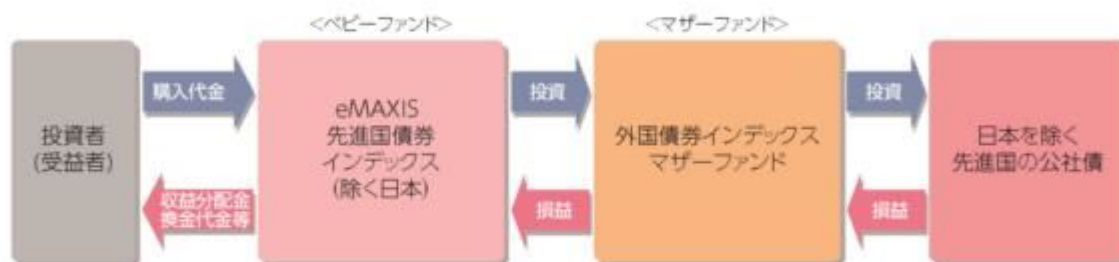 <ベビーファンド>
<マザーファンド>
投資者
(受益者)
購入代金
収益分配金
換金代金等
eMAXIS
先進国債券
インデックス
(除く日本)
投資
損益
外国債券インデックス
マザーファンド
投資
損益
日本を除く
先進国の公社債